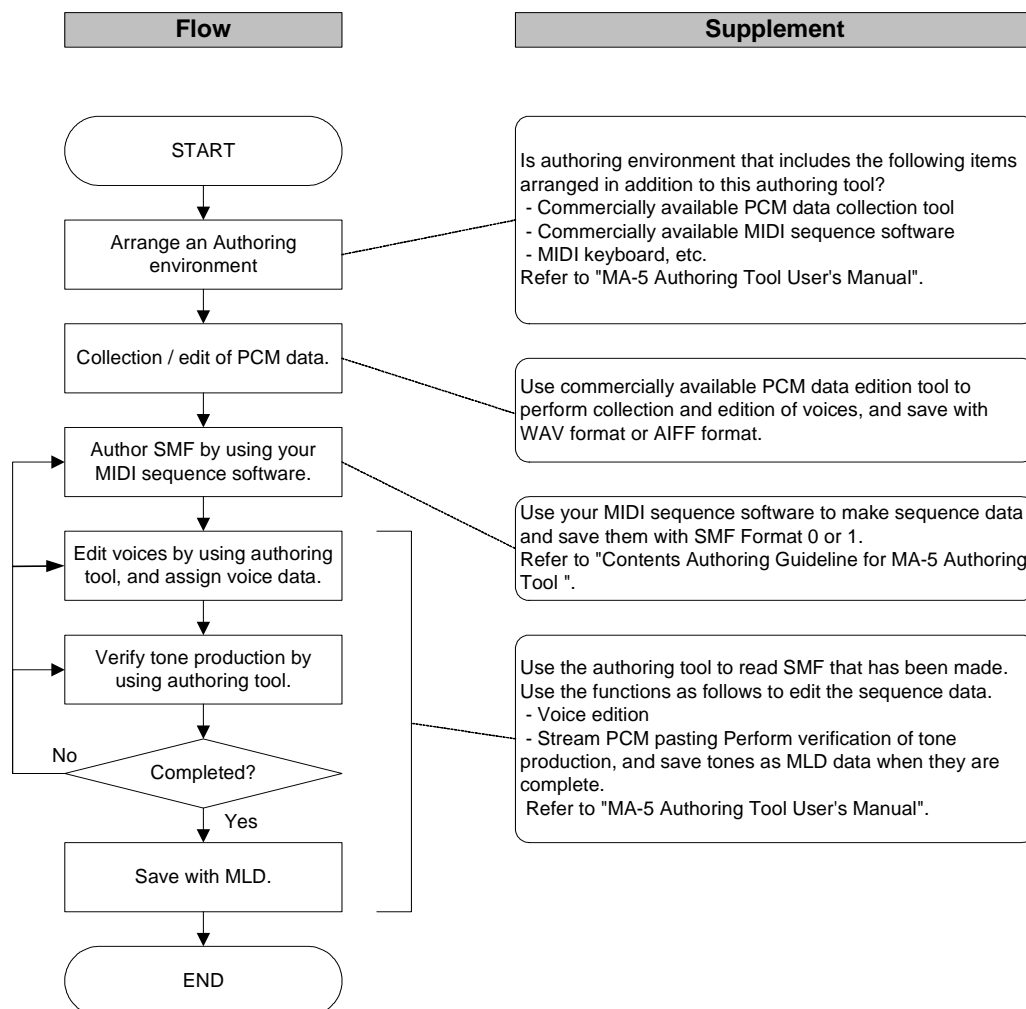 Flow
Supplement
START
Is authoring environment that includes the following items
arranged in addition to this authoring tool?
- Commercially available PCM data collection tool
- Commercially available MIDI sequence software
- MIDI keyboard, etc.
Refer to "MA-5 Authoring Tool User's Manual".
Arrange an Authoring
environment
Collection / edit of PCM data.
Use commercially available PCM data edition tool to
perform collection and edition of voices, and save with
WAV format or AIFF format.
Author SMF by using your
MIDI sequence software.
Use your MIDI sequence software to make sequence data
and save them with SMF Format 0 or 1.
Refer to "Contents Authoring Guideline for MA-5 Authoring
Tool ".
Edit voices by using authoring
tool, and assign voice data.
Verify tone production by
using authoring tool.
Use the authoring tool to read SMF that has been made.
Use the functions as follows to edit the sequence data.
- Voice edition
- Stream PCM pasting Perform verification of tone
production, and save tones as MLD data when they are
complete.
Refer to "MA-5 Authoring Tool User's Manual".
No
Completed?
Yes
Save with MLD.
END